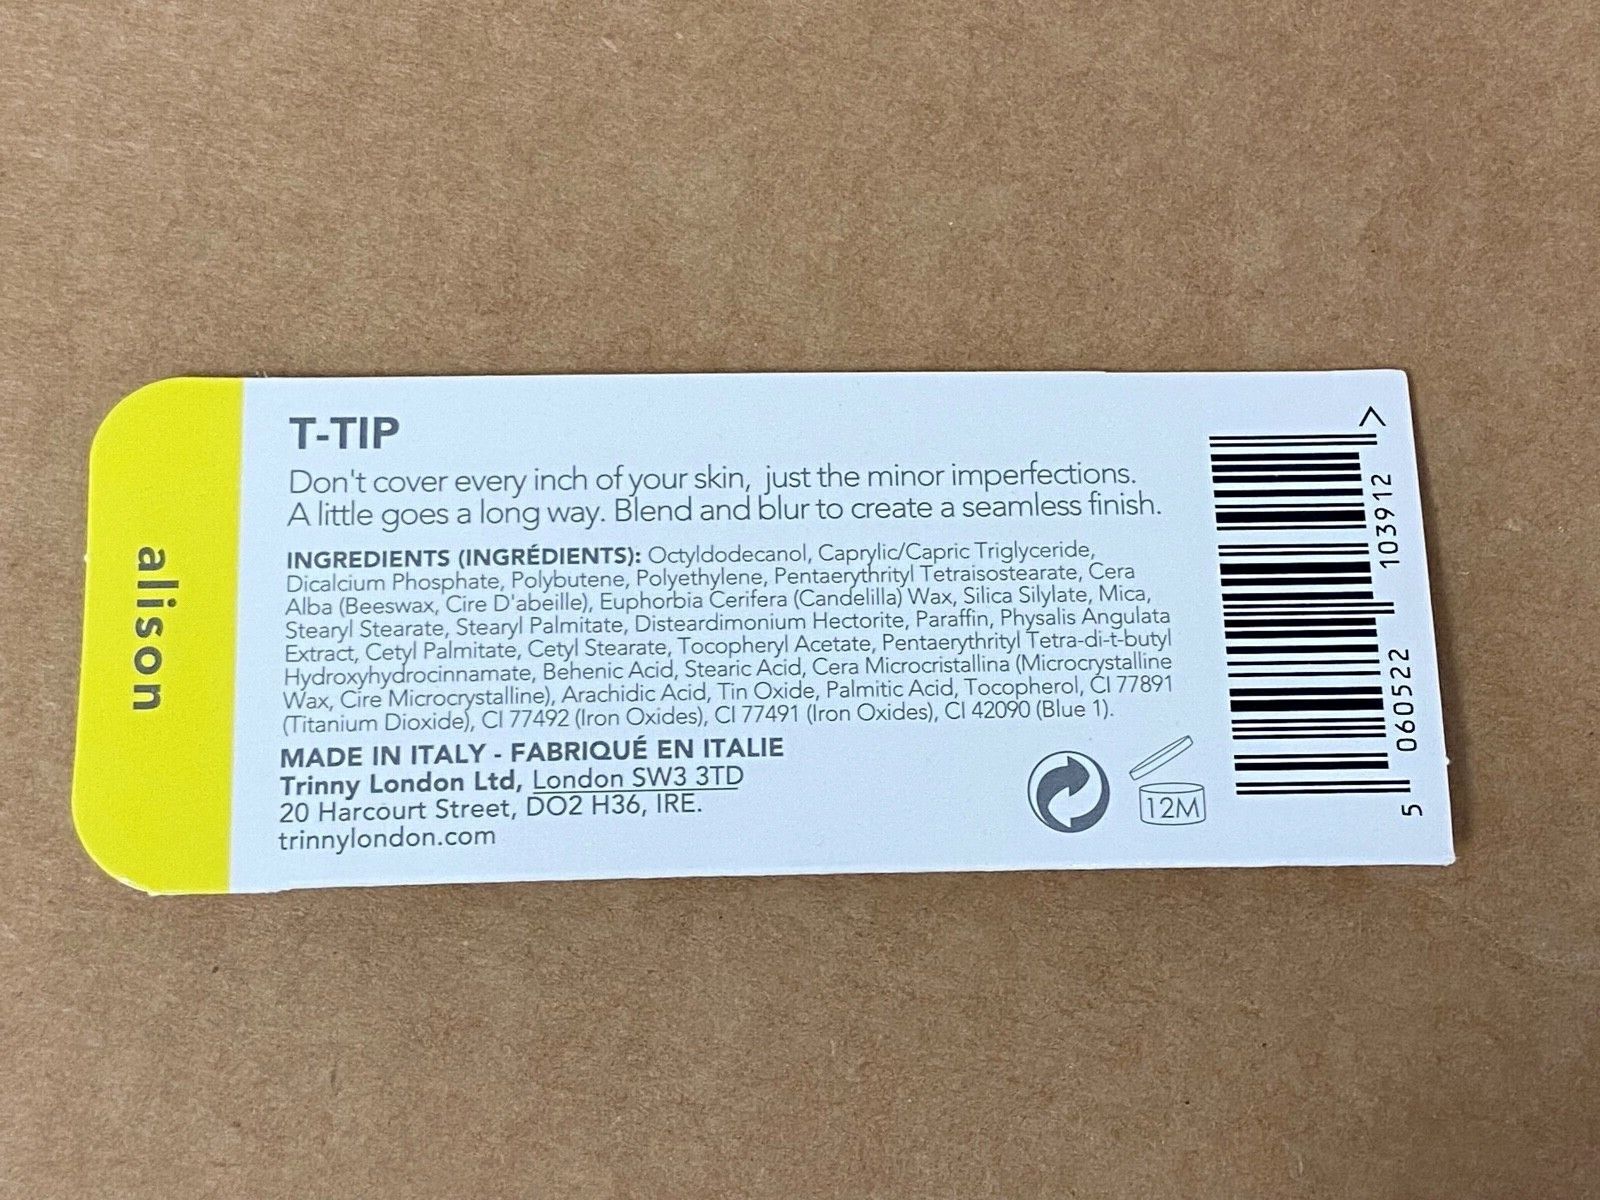 alison
T-TIP
Don't cover every inch of your skin, just the minor imperfections.
A little goes a long way. Blend and blur to create a seamless finish.
INGREDIENTS (INGRÉDIENTS): Octyldodecanol, Caprylic/Capric Triglyceride,
Dicalcium Phosphate, Polybutene, Polyethylene, Pentaerythrityl Tetraisostearate, Cera
Alba (Beeswax, Cire D'abeille), Euphorbia Cerifera (Candelilla) Wax, Silica Silylate, Mica,
Stearyl Stearate, Stearyl Palmitate, Disteardimonium Hectorite, Paraffin, Physalis Angulata
Extract, Cetyl Palmitate, Cetyl Stearate, Tocopheryl Acetate, Pentaerythrityl Tetra-di-t-butyl
Hydroxyhydrocinnamate, Behenic Acid, Stearic Acid, Cera Microcristallina (Microcrystalline
Wax, Cire Microcrystalline), Arachidic Acid, Tin Oxide, Palmitic Acid, Tocopherol, CI 77891
(Titanium Dioxide), CI 77492 (Iron Oxides), CI 77491 (Iron Oxides), CI 42090 (Blue 1).
MADE IN ITALY - FABRIQUÉ EN ITALIE
Trinny London Ltd, London SW3 3TD
20 Harcourt Street, DO2 H36, IRE.
trinnylondon.com
12M
5 060522 103912 >